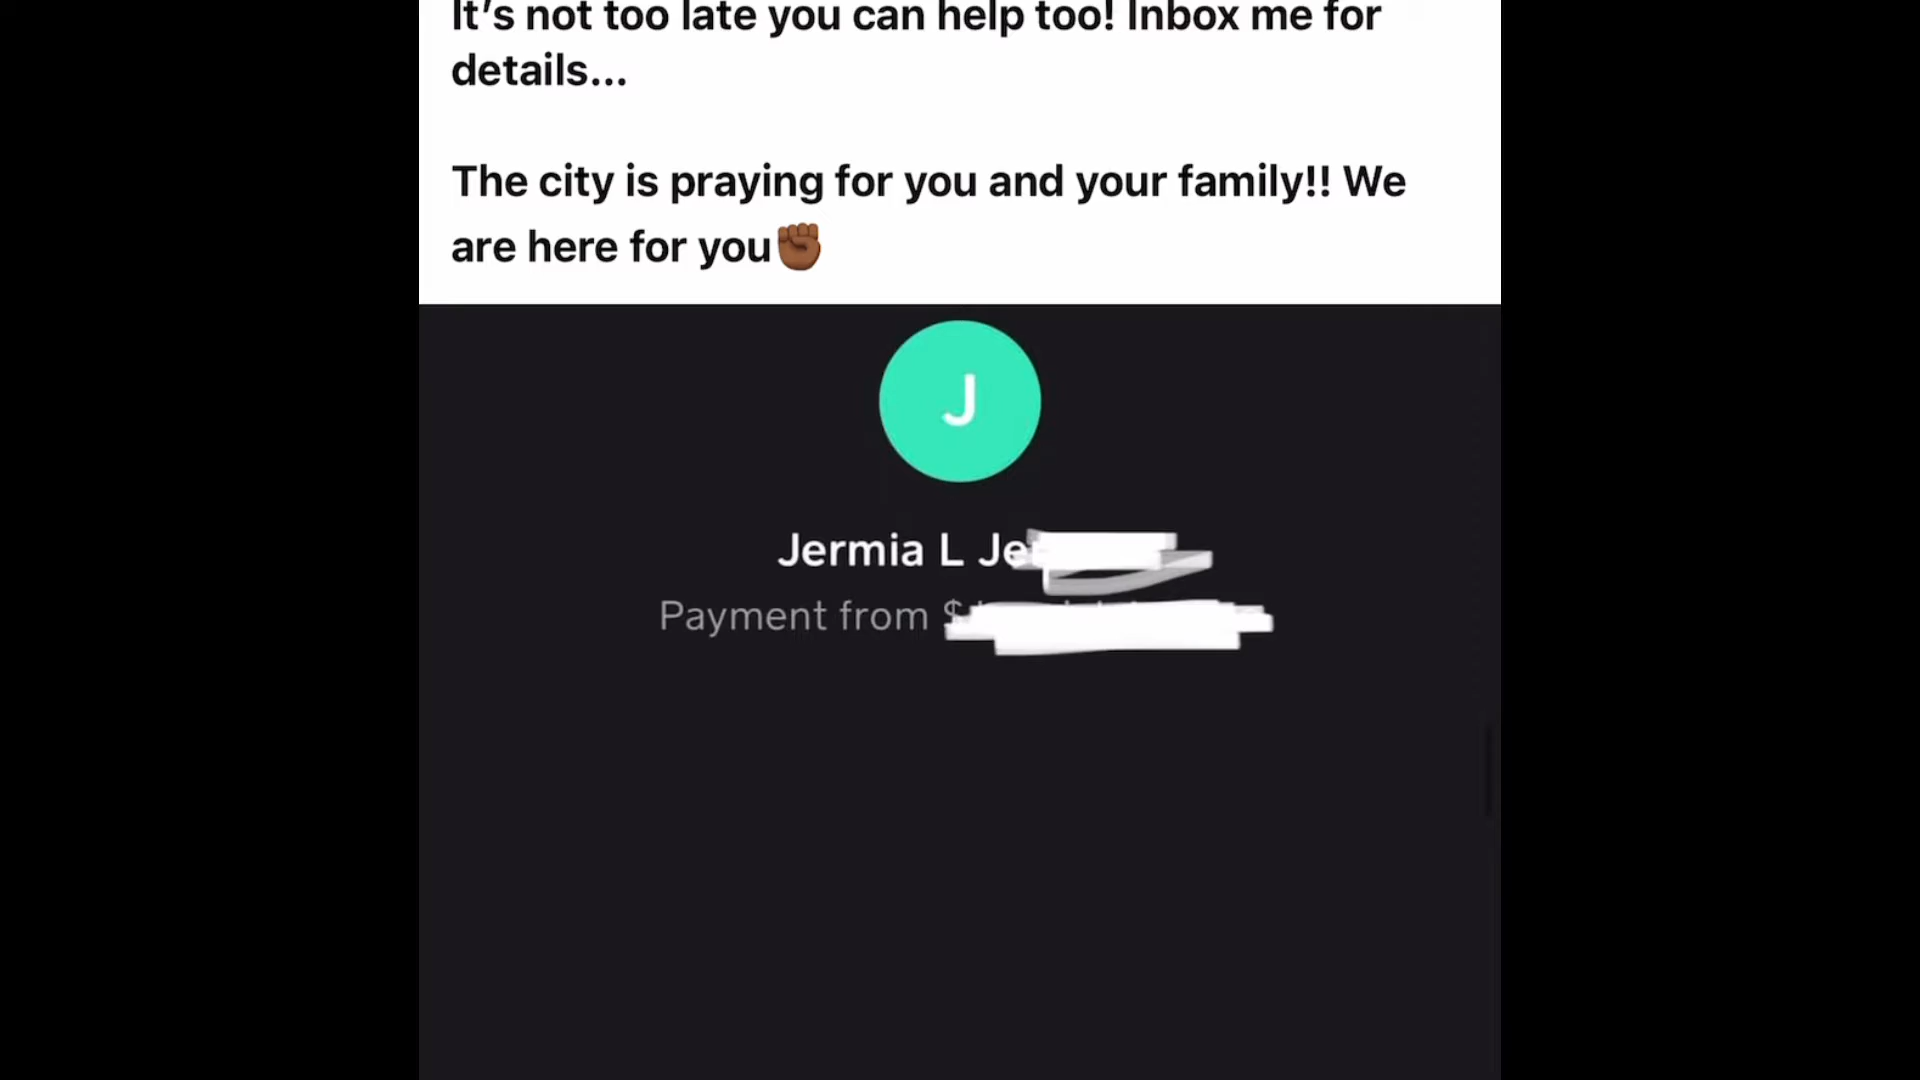 It's not too late you can help too! Inbox me for
details...
The city is praying for you and your family!! We
are here for you✊🏾
J
Jermia L
Payment from $